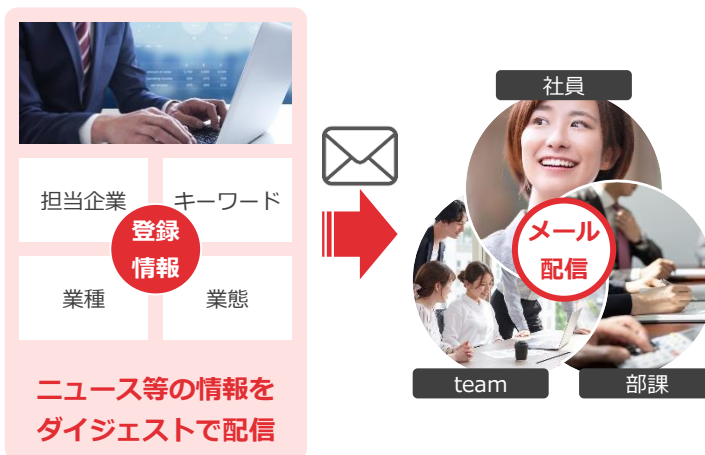 担当企業
キーワード
登録
情報
業種
業態
ニュース等の情報を
ダイジェストで配信
社員
メール
配信
team
部課